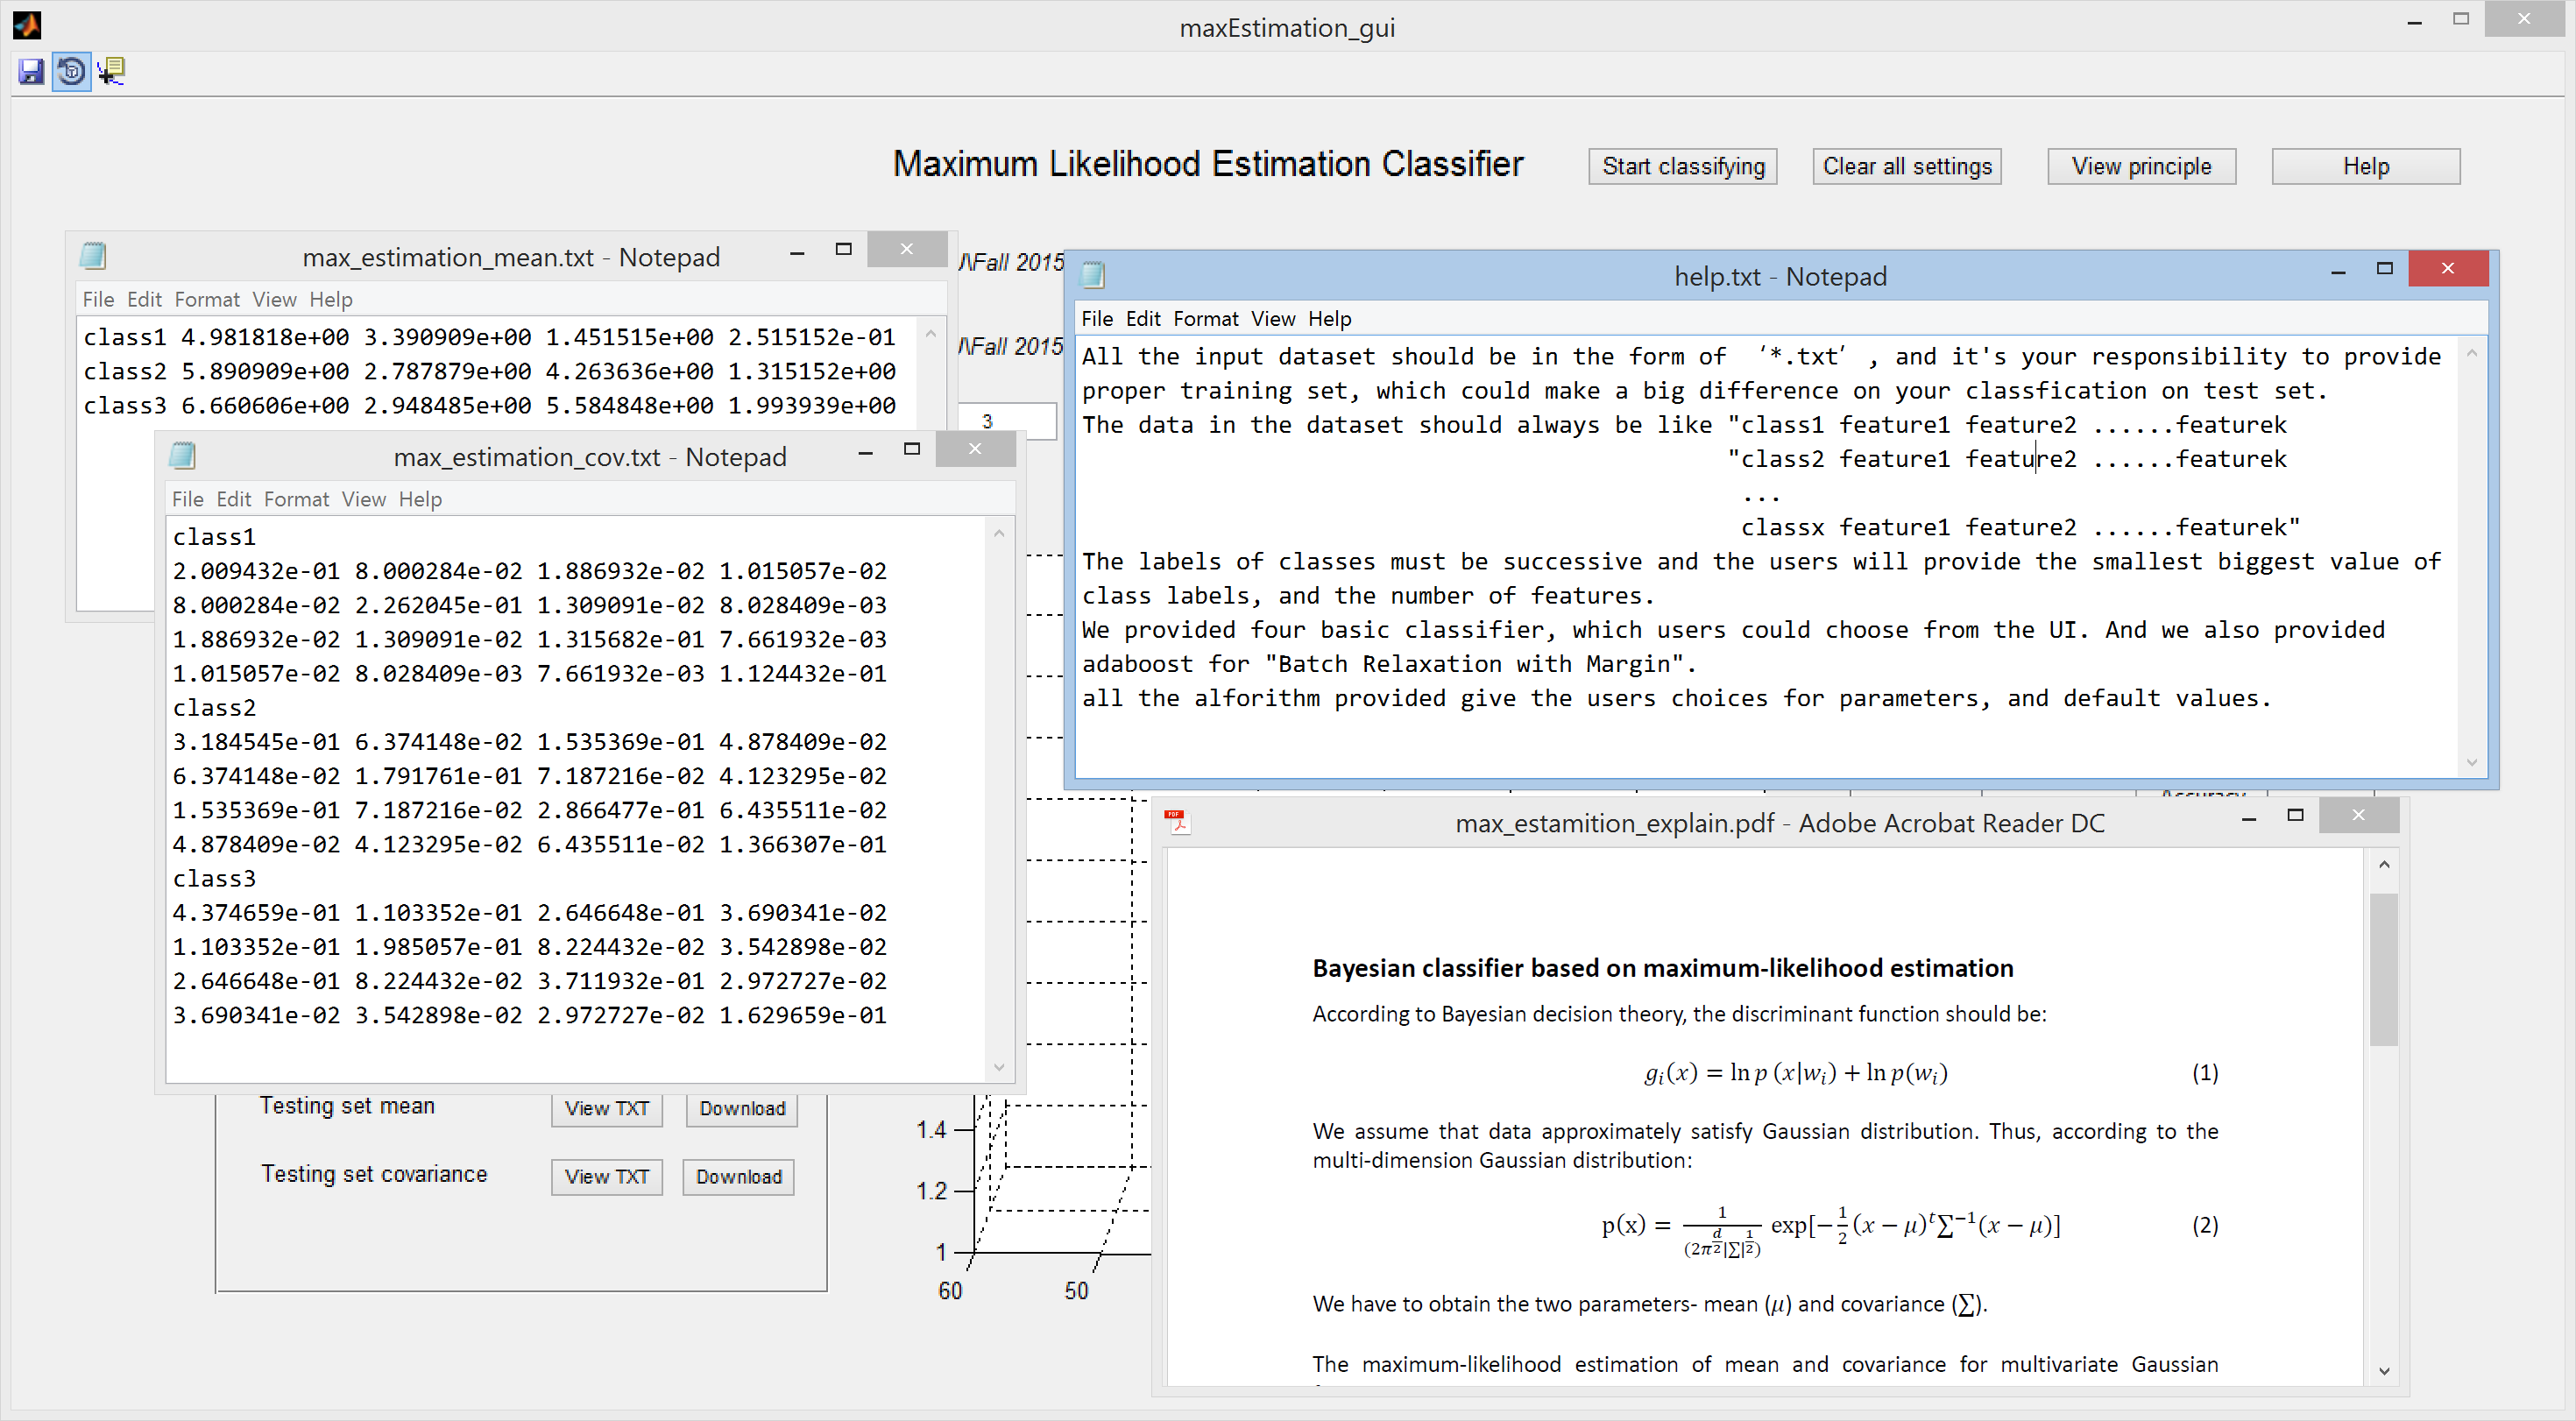 maxEstimation_gui
Maximum Likelihood Estimation Classifier
Start classifying
Clear all settings
View principle
Help
max_estimation_mean.txt - Notepad
File Edit Format View Help
class1 4.981818e+00 3.390909e+00 1.451515e+00 2.515152e-01
class2 5.890909e+00 2.787879e+00 4.263636e+00 1.315152e+00
class3 6.660606e+00 2.948485e+00 5.584848e+00 1.993939e+00
\Fall 2015
\Fall 2015
3
max_estimation_cov.txt - Notepad
File Edit Format View Help
class1
2.009432e-01 8.000284e-02 1.886932e-02 1.015057e-02
8.000284e-02 2.262045e-01 1.309091e-02 8.028409e-03
1.886932e-02 1.309091e-02 1.315682e-01 7.661932e-03
1.015057e-02 8.028409e-03 7.661932e-03 1.124432e-01
class2
3.184545e-01 6.374148e-02 1.535369e-01 4.878409e-02
6.374148e-02 1.791761e-01 7.187216e-02 4.123295e-02
1.535369e-01 7.187216e-02 2.866477e-01 6.435511e-02
4.878409e-02 4.123295e-02 6.435511e-02 1.366307e-01
class3
4.374659e-01 1.103352e-01 2.646648e-01 3.690341e-02
1.103352e-01 1.985057e-01 8.224432e-02 3.542898e-02
2.646648e-01 8.224432e-02 3.711932e-01 2.972727e-02
3.690341e-02 3.542898e-02 2.972727e-02 1.629659e-01
Testing set mean
View TXT
Download
Testing set covariance
View TXT
Download
1.4
1.2
1
60
50
help.txt - Notepad
File Edit Format View Help
All the input dataset should be in the form of ‘*.txt’ , and it's your responsibility to provide
proper training set, which could make a big difference on your classfication on test set.
The data in the dataset should always be like "class1 feature1 feature2 ......featurek
"class2 feature1 feature2 ......featurek
...
classx feature1 feature2 ......featurek"
The labels of classes must be successive and the users will provide the smallest biggest value of
class labels, and the number of features.
We provided four basic classifier, which users could choose from the UI. And we also provided
adaboost for "Batch Relaxation with Margin".
all the alforithm provided give the users choices for parameters, and default values.
Accuracy
max_estamition_explain.pdf - Adobe Acrobat Reader DC
Bayesian classifier based on maximum-likelihood estimation
According to Bayesian decision theory, the discriminant function should be:
gᵢ(x) = ln p (x|wᵢ) + ln p(wᵢ) (1)
We assume that data approximately satisfy Gaussian distribution. Thus, according to the
multi-dimension Gaussian distribution:
p(x) = 1/(2π^(d/2)|∑|^(1/2)) exp[−1/2 (x − μ)ᵗ∑⁻¹(x − μ)] (2)
We have to obtain the two parameters- mean (μ) and covariance (∑).
The maximum-likelihood estimation of mean and covariance for multivariate Gaussian